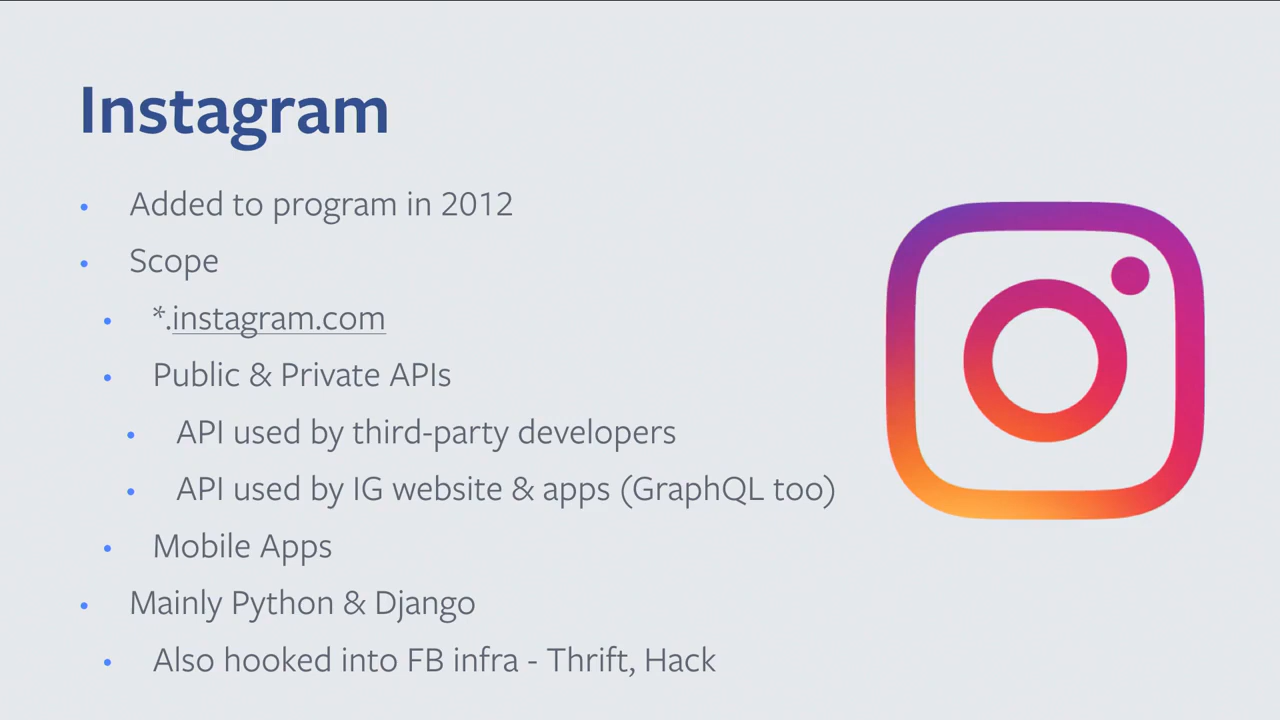 Instagram
• Added to program in 2012
• Scope
• *.instagram.com
• Public & Private APIs
• API used by third-party developers
• API used by IG website & apps (GraphQL too)
• Mobile Apps
• Mainly Python & Django
• Also hooked into FB infra - Thrift, Hack